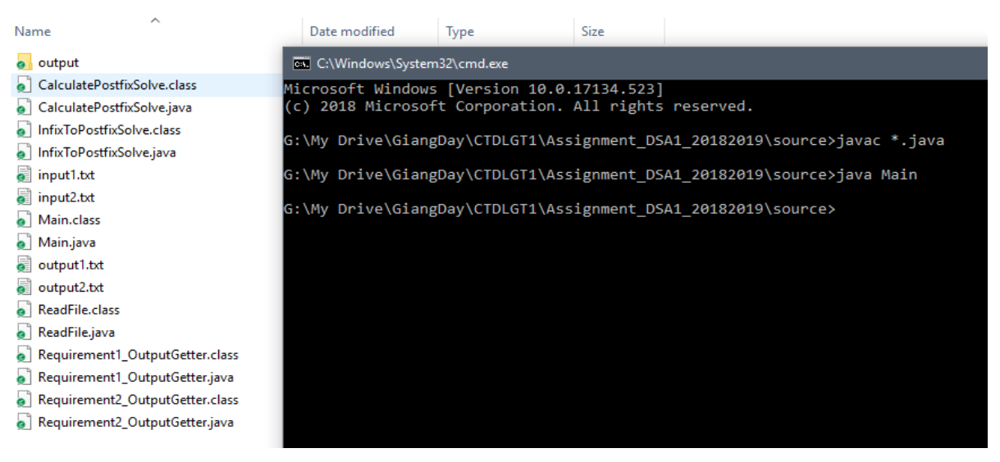 Name Date modified Type Size
output
CalculatePostfixSolve.class
CalculatePostfixSolve.java
InfixToPostfixSolve.class
InfixToPostfixSolve.java
input1.txt
input2.txt
Main.class
Main.java
output1.txt
output2.txt
ReadFile.class
ReadFile.java
Requirement1_OutputGetter.class
Requirement1_OutputGetter.java
Requirement2_OutputGetter.class
Requirement2_OutputGetter.java
C:\Windows\System32\cmd.exe
Microsoft Windows [Version 10.0.17134.523]
(c) 2018 Microsoft Corporation. All rights reserved.
G:\My Drive\GiangDay\CTDLGT1\Assignment_DSA1_20182019\source>javac *.java
G:\My Drive\GiangDay\CTDLGT1\Assignment_DSA1_20182019\source>java Main
G:\My Drive\GiangDay\CTDLGT1\Assignment_DSA1_20182019\source>